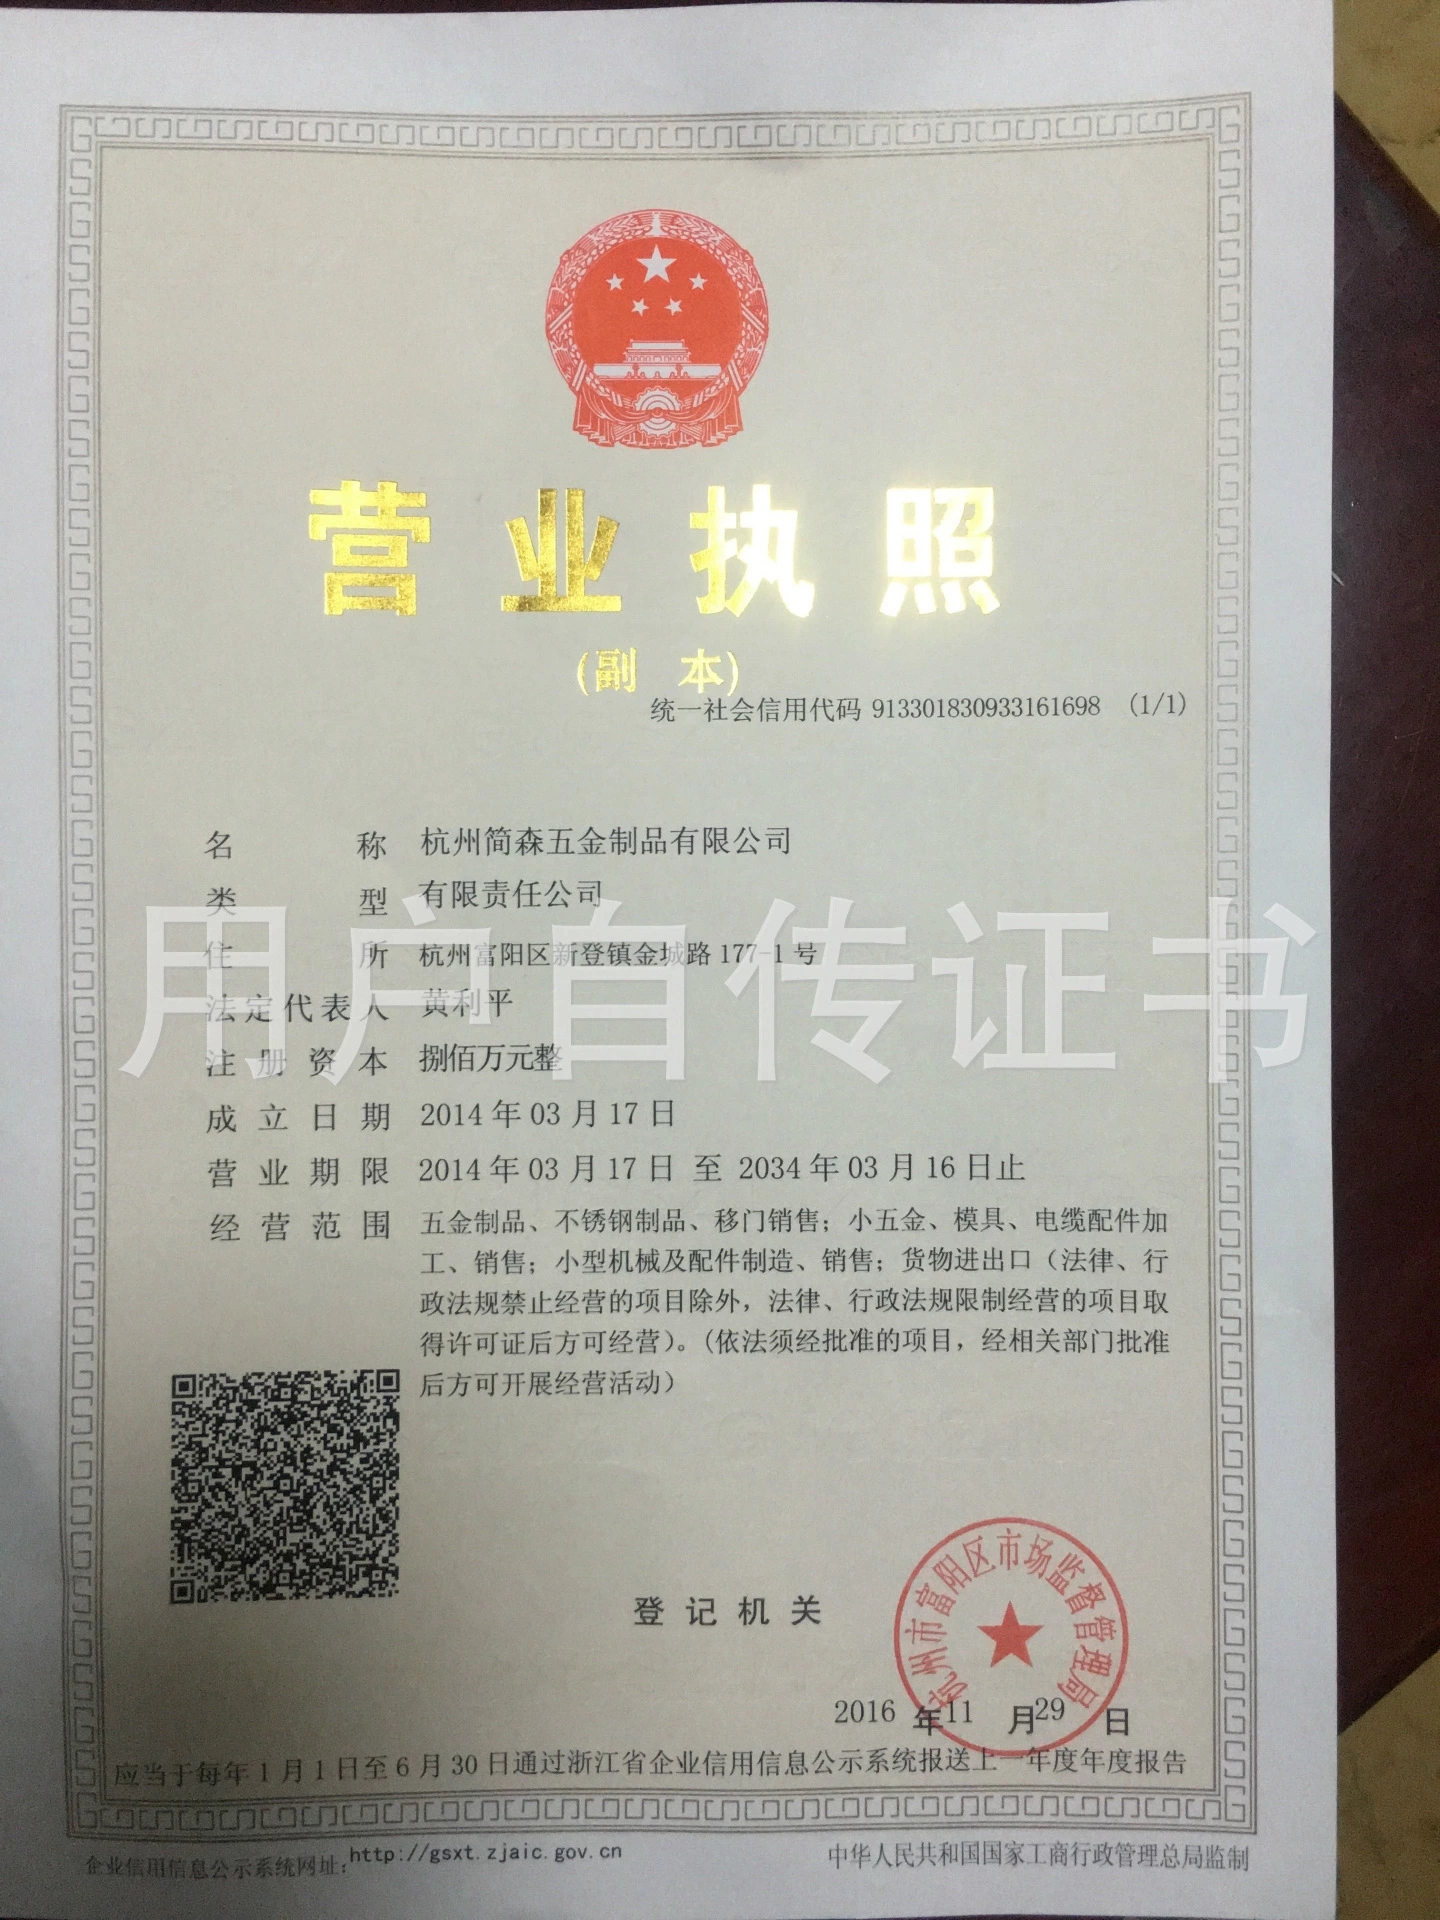 营业执照
(副 本)
统一社会信用代码 913301830933161698 (1/1)
名 称 杭州简森五金制品有限公司
类 型 有限责任公司
住 所 杭州富阳区新登镇金城路 177-1 号
法定代表人 黄利平
注册资本 捌佰万元整
成立日期 2014 年 03 月 17 日
营业期限 2014 年 03 月 17 日 至 2034 年 03 月 16 日止
经营范围 五金制品、不锈钢制品、移门销售；小五金、模具、电缆配件加
工、销售；小型机械及配件制造、销售；货物进出口（法律、行
政法规禁止经营的项目除外，法律、行政法规限制经营的项目取
得许可证后方可经营）。(依法须经批准的项目，经相关部门批准
后方可开展经营活动）
用户自传证书
登记机关
杭州市富阳区市场监督管理局
2016 年 11 月 29 日
应当于每年 1 月 1 日至 6 月 30 日通过浙江省企业信用信息公示系统报送上一年度年度报告
企业信用信息公示系统网址：http://gsxt.zjaic.gov.cn
中华人民共和国国家工商行政管理总局监制